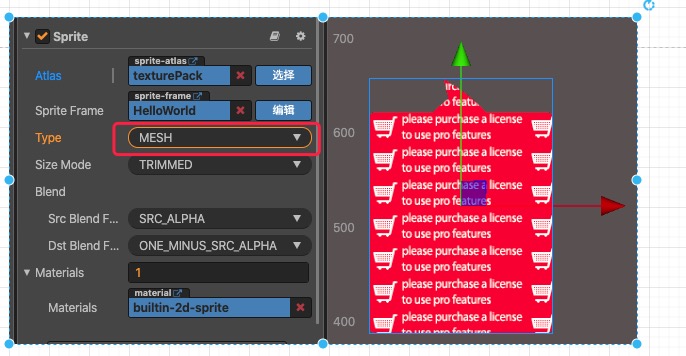 Sprite
sprite-atlas
Atlas texturePack 选择
sprite-frame
Sprite Frame HelloWorld 编辑
Type MESH
Size Mode TRIMMED
Blend
Src Blend F... SRC_ALPHA
Dst Blend F... ONE_MINUS_SRC_ALPHA
Materials 1
material
Materials builtin-2d-sprite
700
600
500
400
pro features
please purchase a license
to use pro features
please purchase a license
to use pro features
please purchase a license
to use pro features
please purchase a license
to use pro features
please purchase a license
to use pro features
please purchase a license
to use pro features
please purchase a license
to use pro features